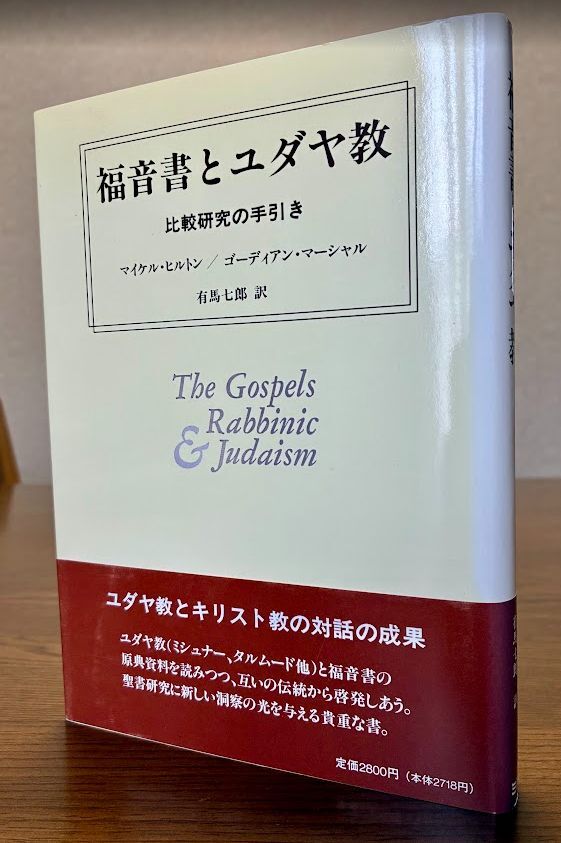 福音書とユダヤ教
比較研究の手引き
マイケル・ヒルトン／ゴーディアン・マーシャル
有馬七郎 訳
The Gospels
Rabbinic
& Judaism
ユダヤ教とキリスト教の対話の成果
ユダヤ教(ミシュナー、タルムード他)と福音書の
原典資料を読みつつ、互いの伝統から啓発しあう。
聖書研究に新しい洞察の光を与える貴重な書。
定価2800円(本体2718円)